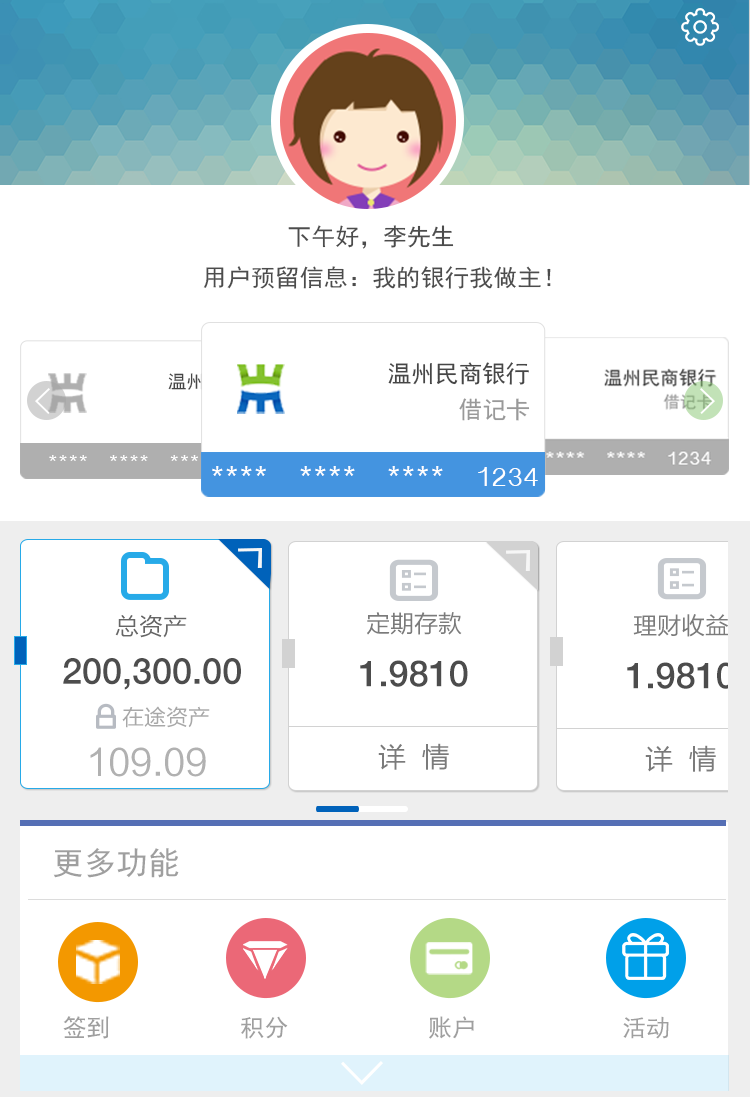 下午好，李先生
用户预留信息：我的银行我做主！
温州
**** **** ***
温州民商银行
借记卡
**** **** **** 1234
温州民商银行
借记卡
**** **** 1234
总资产
200,300.00
在途资产
109.09
定期存款
1.9810
详 情
理财收益
1.9810
详 情
更多功能
签到 积分 账户 活动